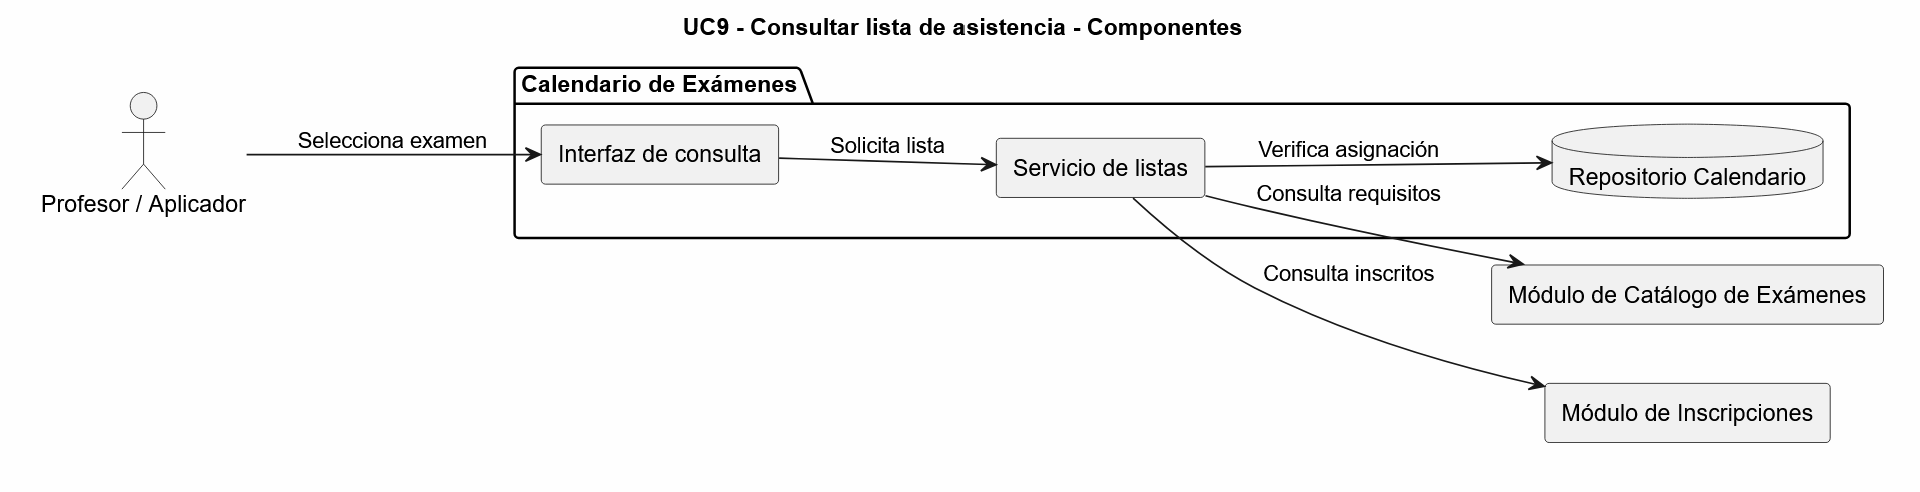 UC9 - Consultar lista de asistencia - Componentes
Calendario de Exámenes
Profesor / Aplicador
Selecciona examen
Interfaz de consulta
Solicita lista
Servicio de listas
Verifica asignación
Repositorio Calendario
Consulta requisitos
Módulo de Catálogo de Exámenes
Consulta inscritos
Módulo de Inscripciones